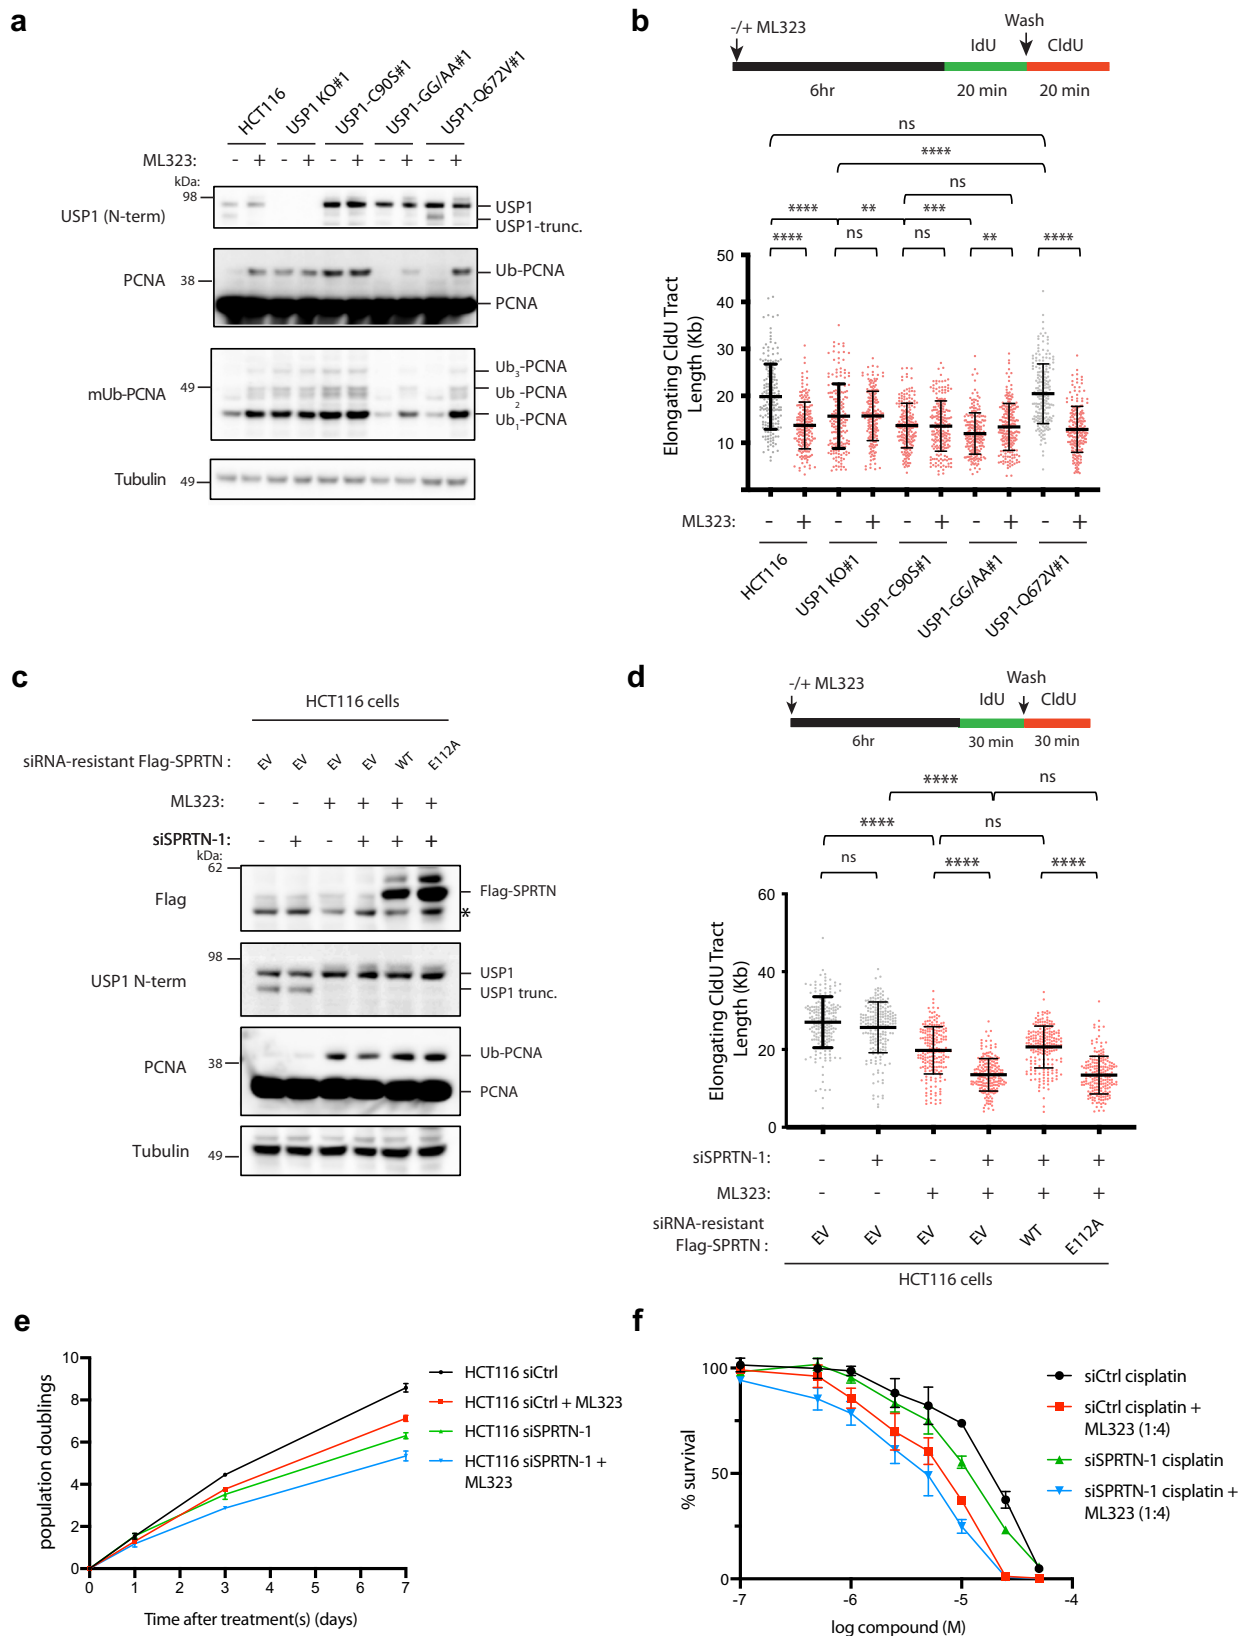 a
HCT116
USP1 KO#1
USP1-C90S#1
USP1-GG/AA#1
USP1-Q672V#1
ML323: - + - + - + - + - +
kDa:
98
USP1 (N-term)
USP1
USP1-trunc.
PCNA
38
Ub-PCNA
PCNA
mUb-PCNA
49
Ub3-PCNA
Ub2-PCNA
Ub1-PCNA
Tubulin
49
b
-/+ ML323
Wash
IdU
CldU
6hr
20 min
20 min
ns
****
ns
**** ** ***
**** ns ns ** ****
Elongating CldU Tract
Length (Kb)
50
40
30
20
10
ML323: - + - + - + - + - +
HCT116
USP1 KO#1
USP1-C90S#1
USP1-GG/AA#1
USP1-Q672V#1
c
HCT116 cells
siRNA-resistant Flag-SPRTN : EV EV EV EV WT E112A
ML323: - - + + + +
siSPRTN-1: - + - + + +
kDa:
62
Flag
Flag-SPRTN
*
98
USP1 N-term
USP1
USP1 trunc.
PCNA
38
Ub-PCNA
PCNA
Tubulin
49
d
-/+ ML323
Wash
IdU
CldU
6hr
30 min
30 min
**** ns
**** ns
ns **** ****
Elongating CldU Tract
Length (Kb)
60
40
20
0
siSPRTN-1: - + - + + +
ML323: - - + + + +
siRNA-resistant
Flag-SPRTN : EV EV EV EV WT E112A
HCT116 cells
e
population doublings
10
8
6
4
2
0
0 1 2 3 4 5 6 7
Time after treatment(s) (days)
HCT116 siCtrl
HCT116 siCtrl + ML323
HCT116 siSPRTN-1
HCT116 siSPRTN-1 +
ML323
f
% survival
100
50
0
-7 -6 -5 -4
log compound (M)
siCtrl cisplatin
siCtrl cisplatin +
ML323 (1:4)
siSPRTN-1 cisplatin
siSPRTN-1 cisplatin +
ML323 (1:4)